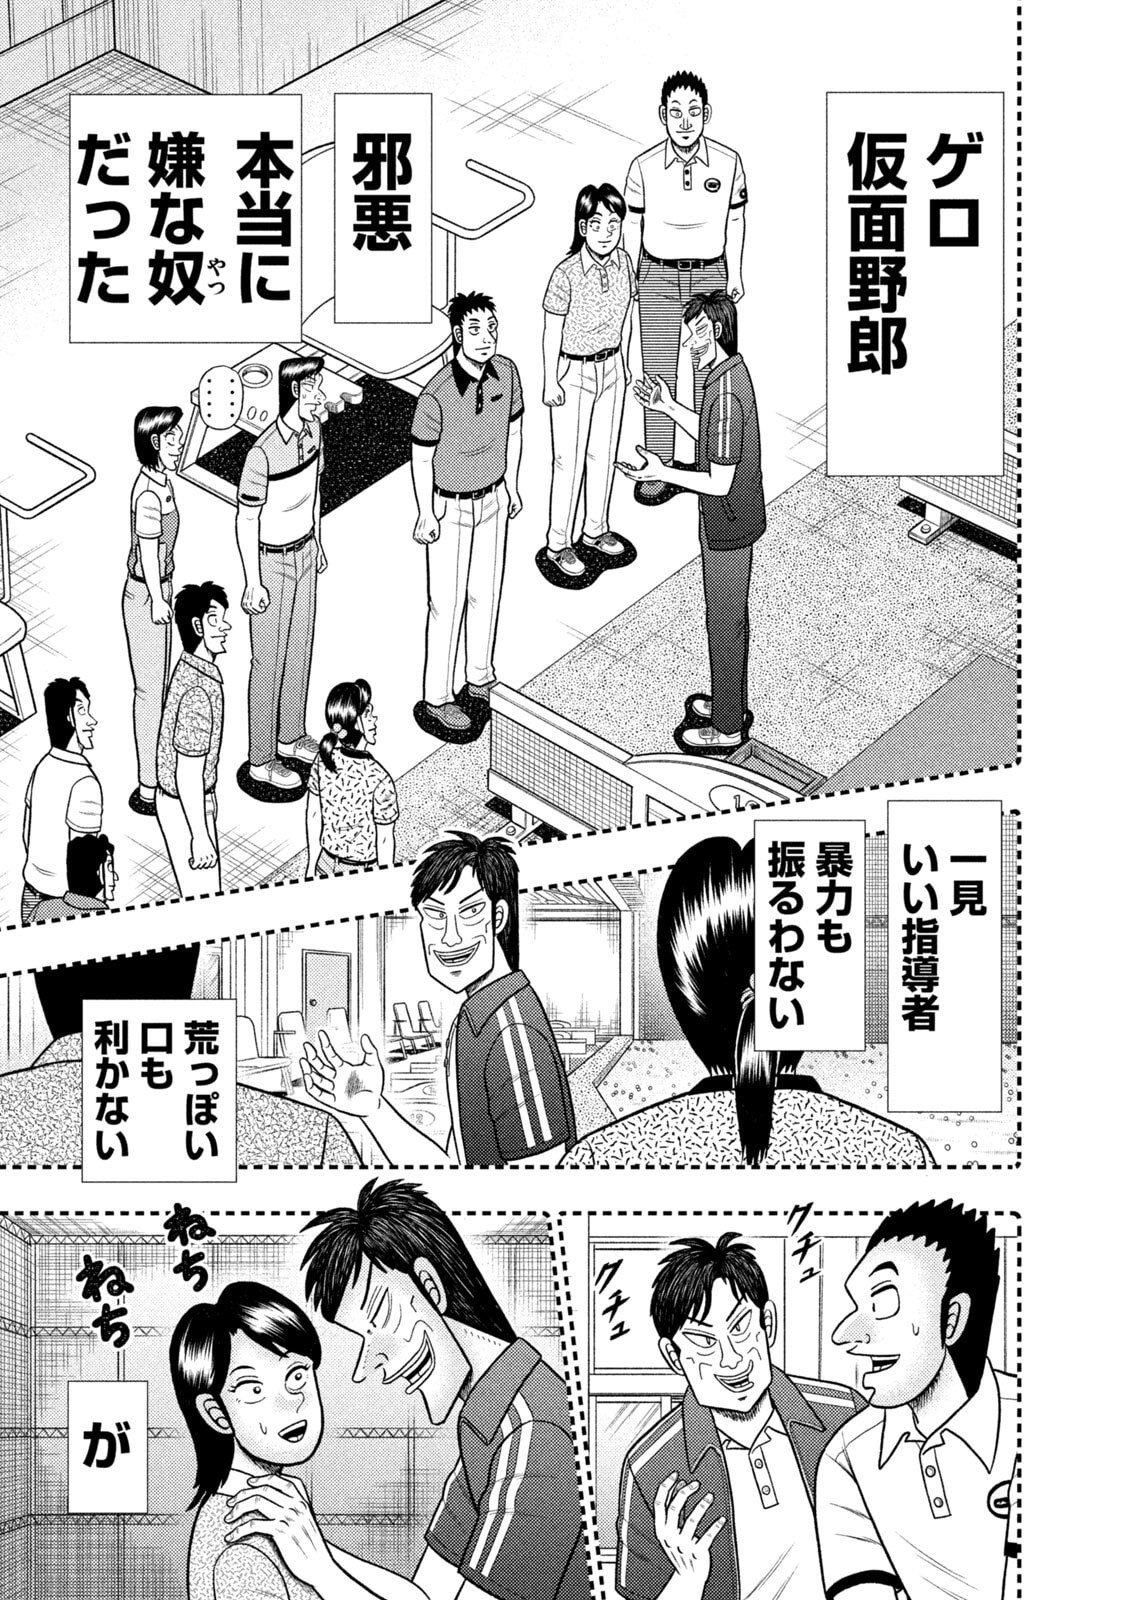 ゲロ
仮面野郎
邪悪
本当に
嫌な奴
やつ
だった
一見
いい指導者
暴力も
振るわない
荒っぽい
口も
利かない
クチュ
クチュ
ねち
ねち
が